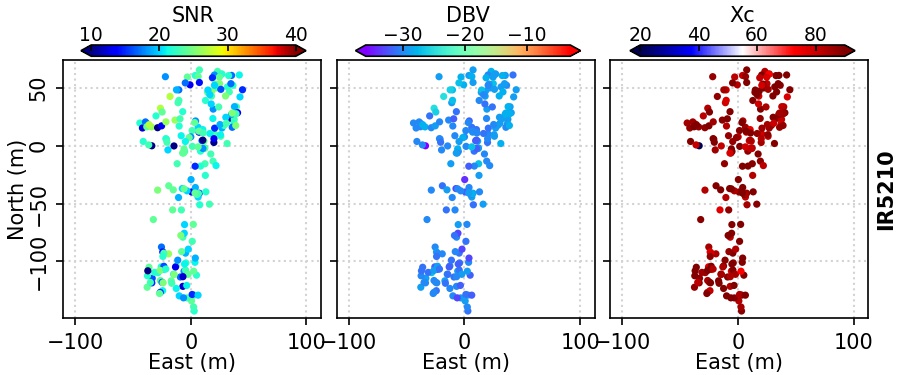 SNR DBV Xc
10 20 30 40 −30 −20 −10 20 40 60 80
North (m)
50
0
−50
−100
−100 0 100 −100 0 100 −100 0 100
East (m) East (m) East (m)
IR5210